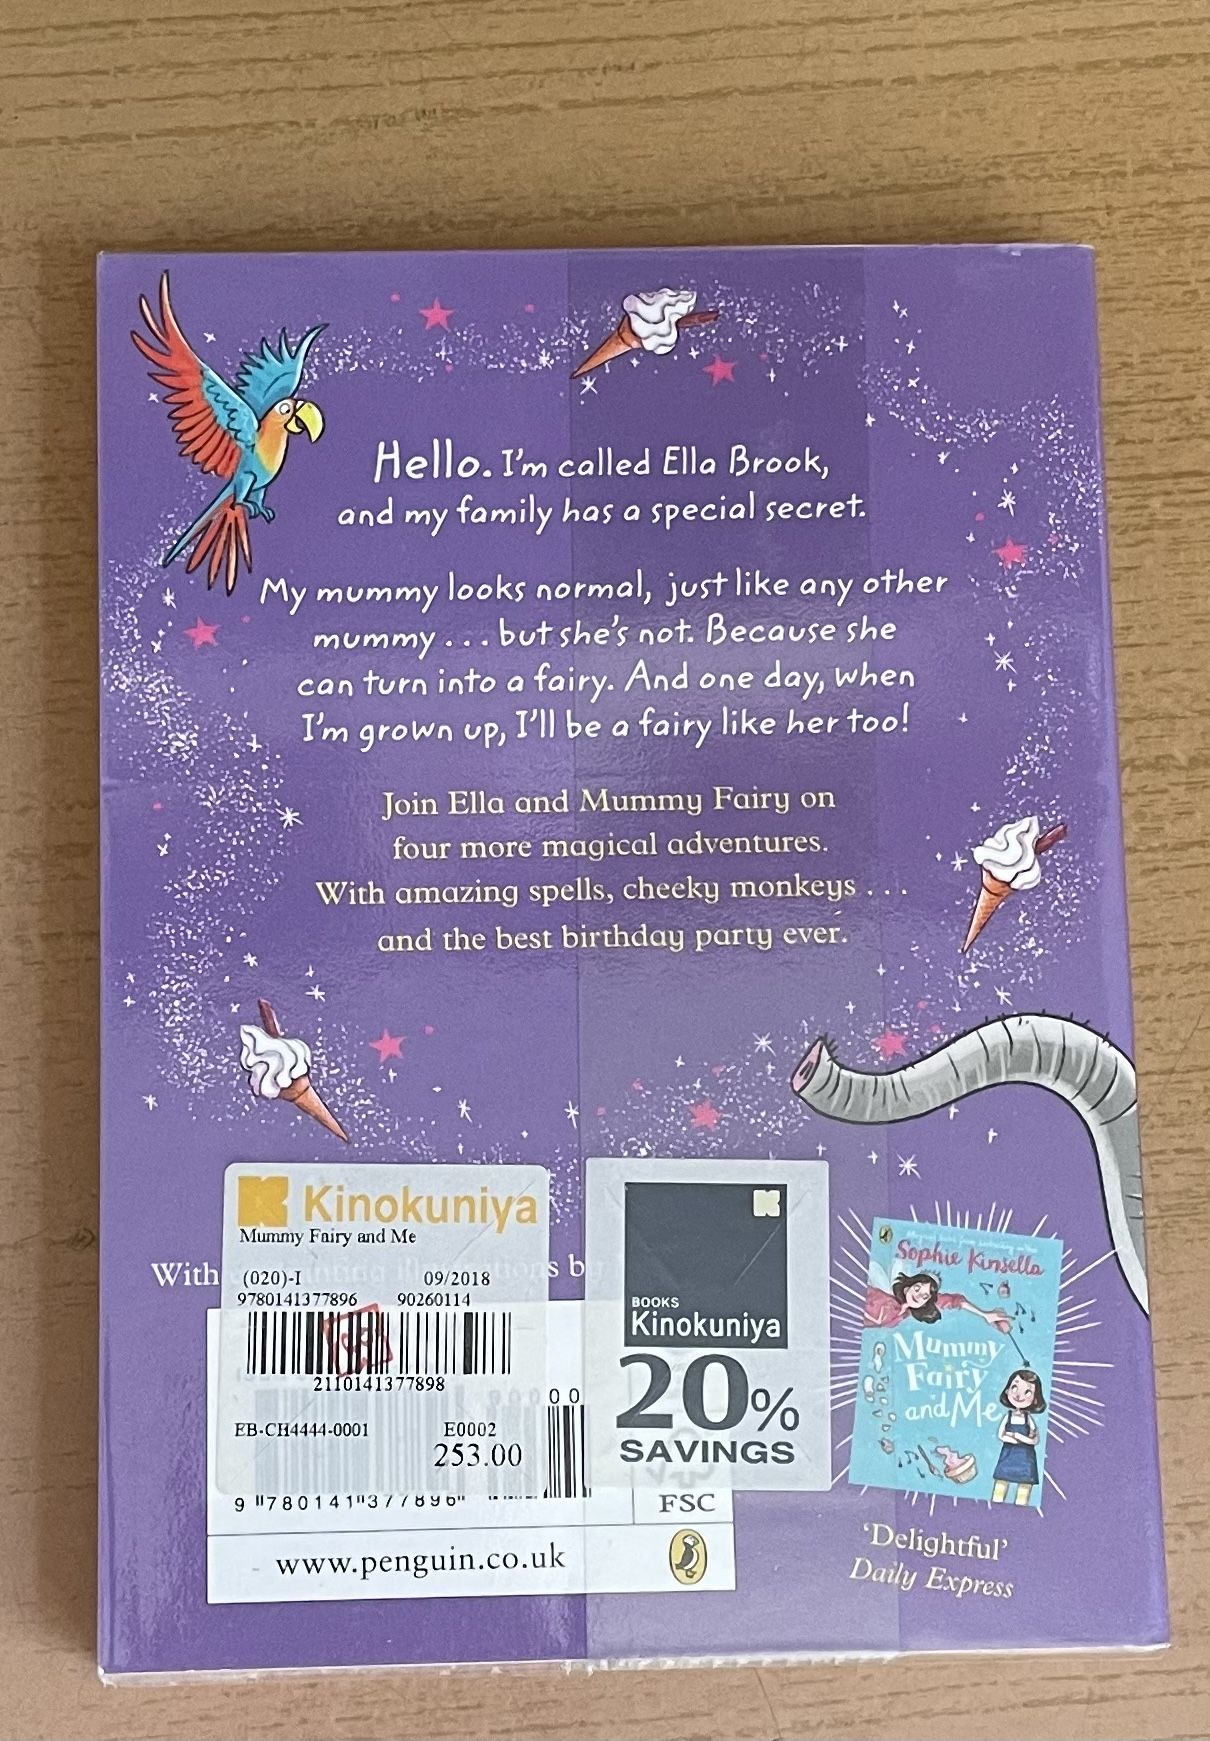 Hello. I'm called Ella Brook,
and my family has a special secret.
My mummy looks normal, just like any other
mummy . . . but she's not. Because she
can turn into a fairy. And one day, when
I'm grown up, I'll be a fairy like her too!
Join Ella and Mummy Fairy on
four more magical adventures.
With amazing spells, cheeky monkeys . . .
and the best birthday party ever.
With
s by
Kinokuniya
Mummy Fairy and Me
(020)-I 09/2018
9780141377896 90260114
2110141377898
EB-CH4444-0001 E0002
253.00
00
9 780141 377896
BOOKS
Kinokuniya
20%
SAVINGS
FSC
www.penguin.co.uk
Sophie Kinsella
Mummy
Fairy
and Me
'Delightful'
Daily Express